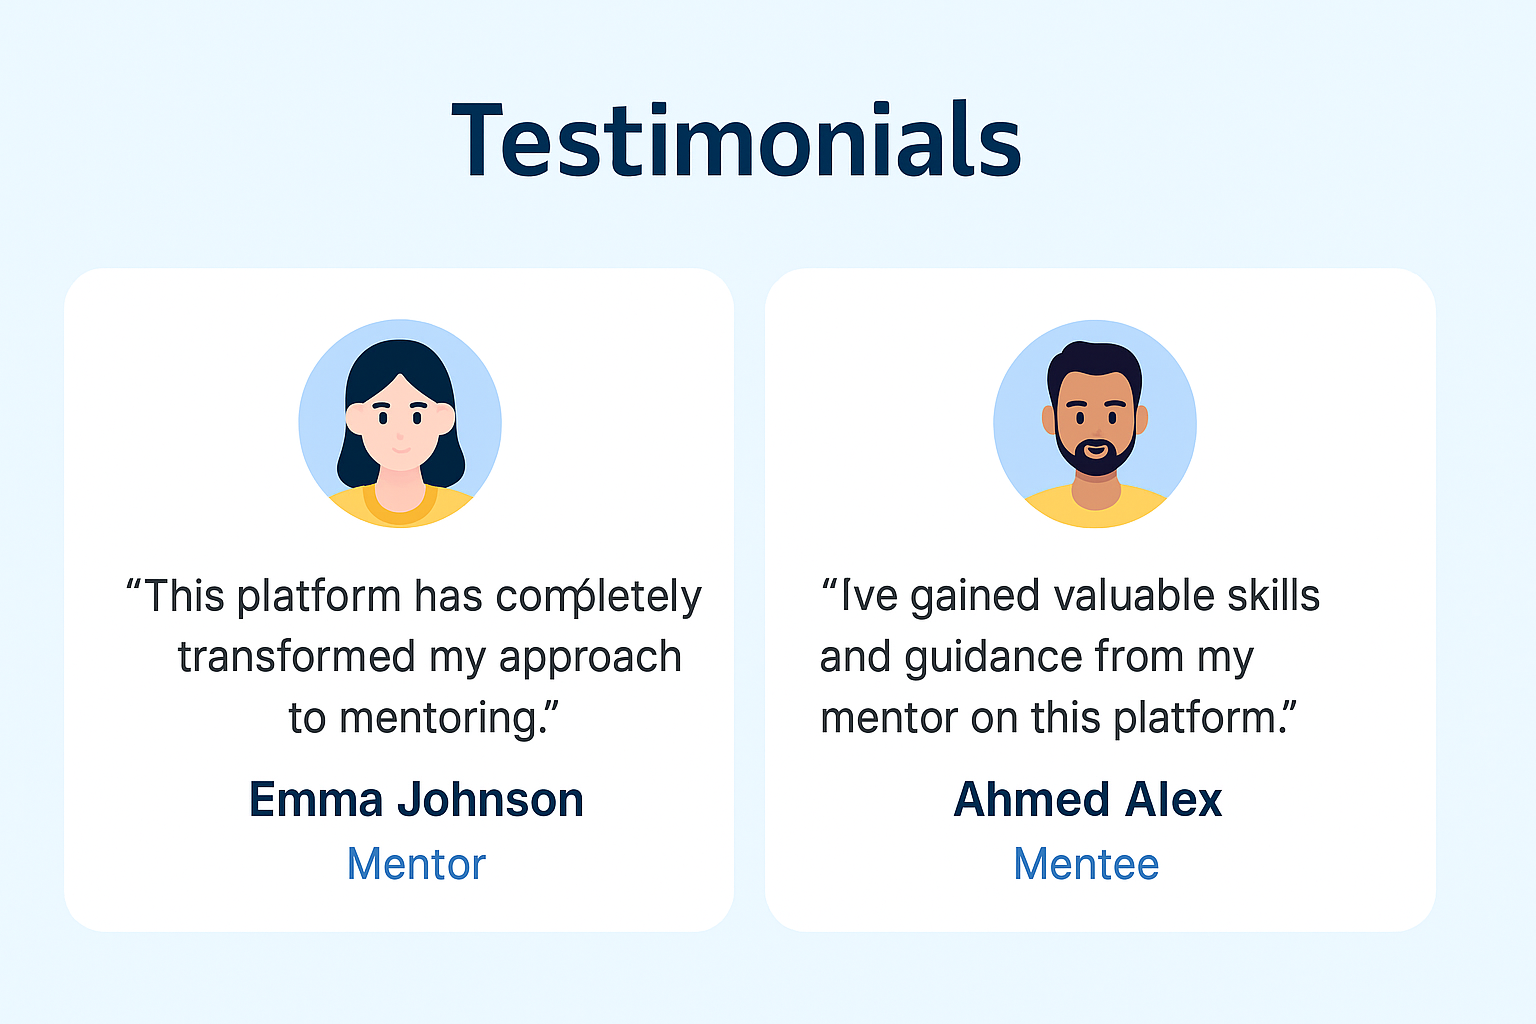 Testimonials
“This platform has completely
transformed my approach
to mentoring.”
Emma Johnson
Mentor
“Ive gained valuable skills
and guidance from my
mentor on this platform.”
Ahmed Alex
Mentee